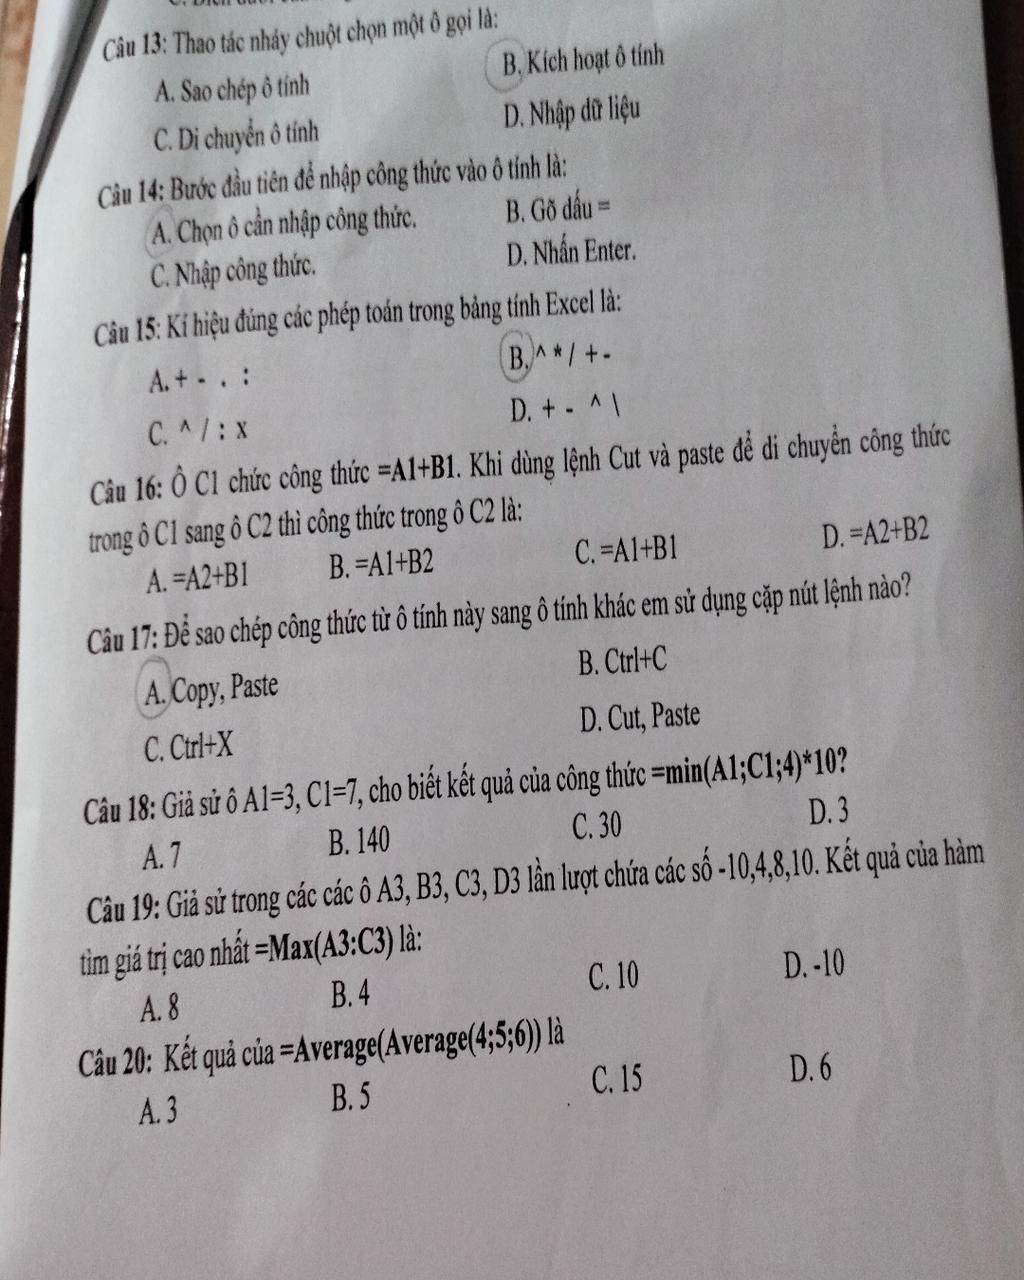 Câu 13: Thao tác nháy chuột chọn một ô gọi là:
A. Sao chép ô tính B. Kích hoạt ô tính
C. Di chuyển ô tính D. Nhập dữ liệu
Câu 14: Bước đầu tiên để nhập công thức vào ô tính là:
A. Chọn ô cần nhập công thức. B. Gõ dấu =
C. Nhập công thức. D. Nhấn Enter.
Câu 15: Kí hiệu đúng các phép toán trong bảng tính Excel là:
A. + - . : B. ^ * / + -
C. ^ / : x D. + - ^ \
Câu 16: Ô C1 chức công thức =A1+B1. Khi dùng lệnh Cut và paste để di chuyển công thức
trong ô C1 sang ô C2 thì công thức trong ô C2 là:
A. =A2+B1 B. =A1+B2 C. =A1+B1 D. =A2+B2
Câu 17: Để sao chép công thức từ ô tính này sang ô tính khác em sử dụng cặp nút lệnh nào?
A. Copy, Paste B. Ctrl+C
C. Ctrl+X D. Cut, Paste
Câu 18: Giả sử ô A1=3, C1=7, cho biết kết quả của công thức =min(A1;C1;4)*10?
A. 7 B. 140 C. 30 D. 3
Câu 19: Giả sử trong các các ô A3, B3, C3, D3 lần lượt chứa các số -10,4,8,10. Kết quả của hàm
tìm giá trị cao nhất =Max(A3:C3) là:
A. 8 B. 4 C. 10 D. -10
Câu 20: Kết quả của =Average(Average(4;5;6)) là
A. 3 B. 5 C. 15 D. 6